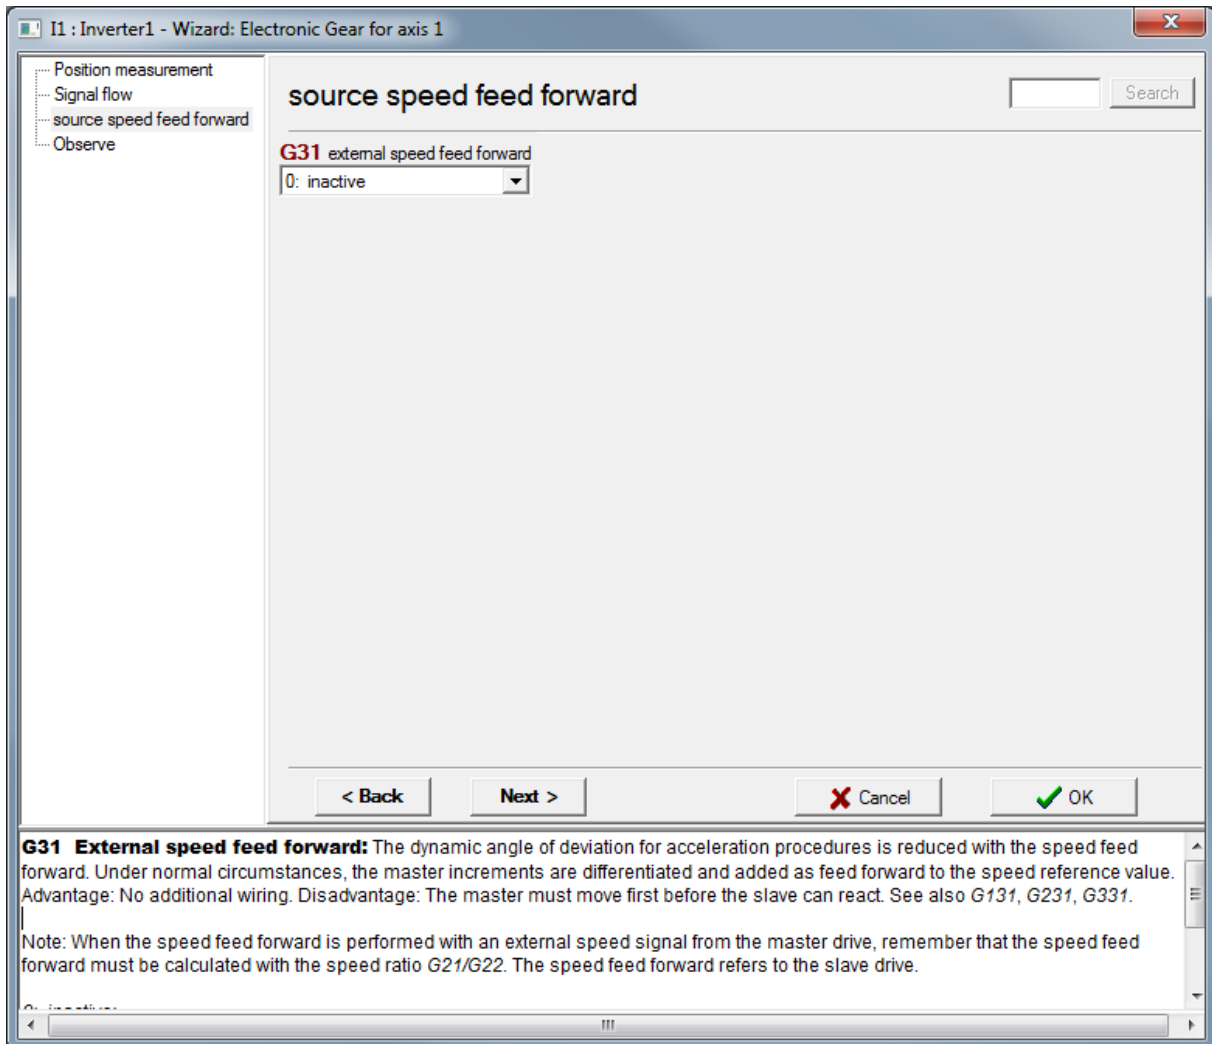 I1 : Inverter1 - Wizard: Electronic Gear for axis 1
Position measurement
Signal flow
source speed feed forward
Observe
source speed feed forward
Search
G31 external speed feed forward
0: inactive
< Back
Next >
Cancel
OK
G31 External speed feed forward: The dynamic angle of deviation for acceleration procedures is reduced with the speed feed
forward. Under normal circumstances, the master increments are differentiated and added as feed forward to the speed reference value.
Advantage: No additional wiring. Disadvantage: The master must move first before the slave can react. See also G131, G231, G331.
Note: When the speed feed forward is performed with an external speed signal from the master drive, remember that the speed feed
forward must be calculated with the speed ratio G21/G22. The speed feed forward refers to the slave drive.
0: inactive: